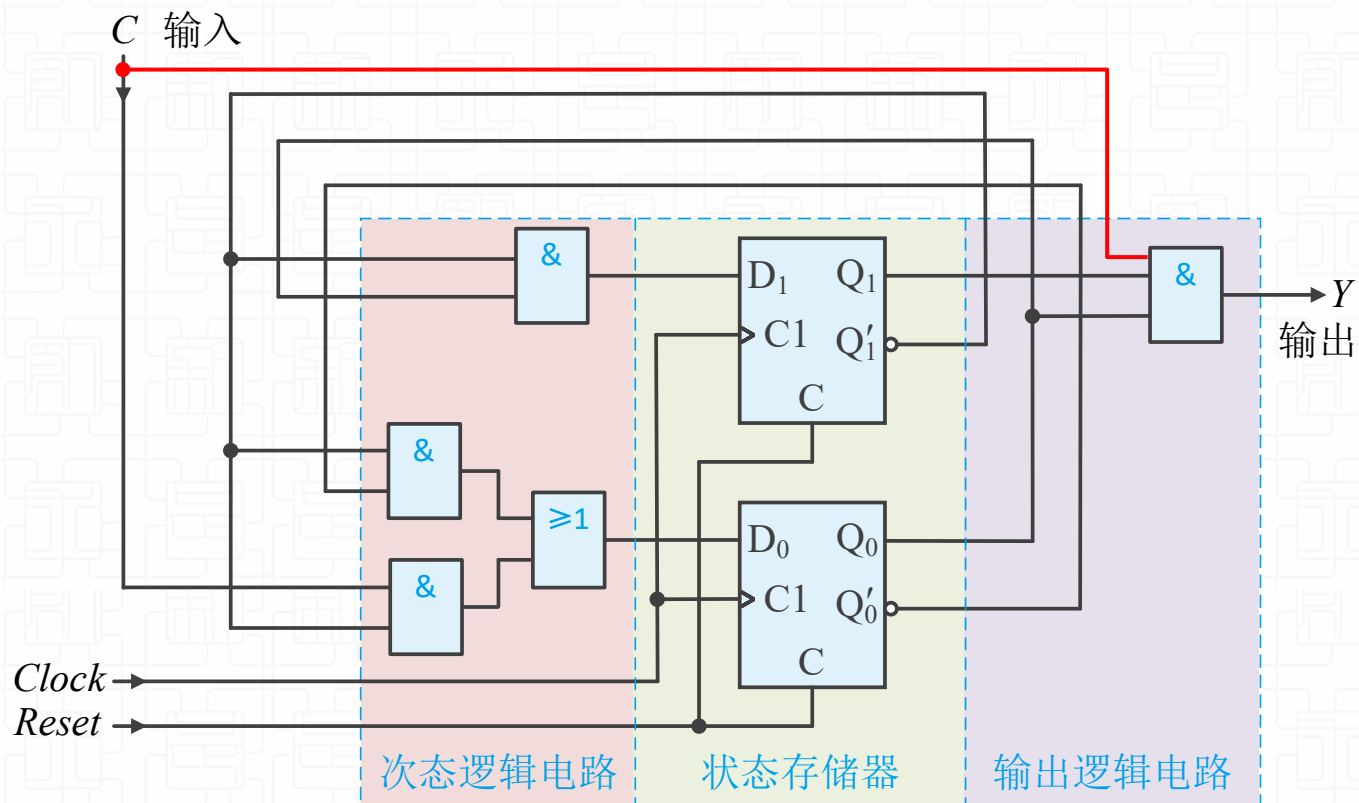 C 输入
&
D₁ Q₁
C1 Q₁′
C
&
Y
输出
&
≥1
&
D₀ Q₀
C1 Q₀′
C
Clock
Reset
次态逻辑电路 状态存储器 输出逻辑电路